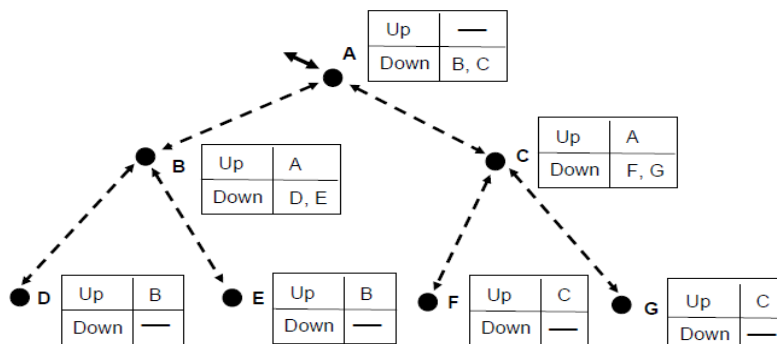 A
Up —
Down B, C
B
Up A
Down D, E
C
Up A
Down F, G
D
Up B
Down —
E
Up B
Down —
F
Up C
Down —
G
Up C
Down —